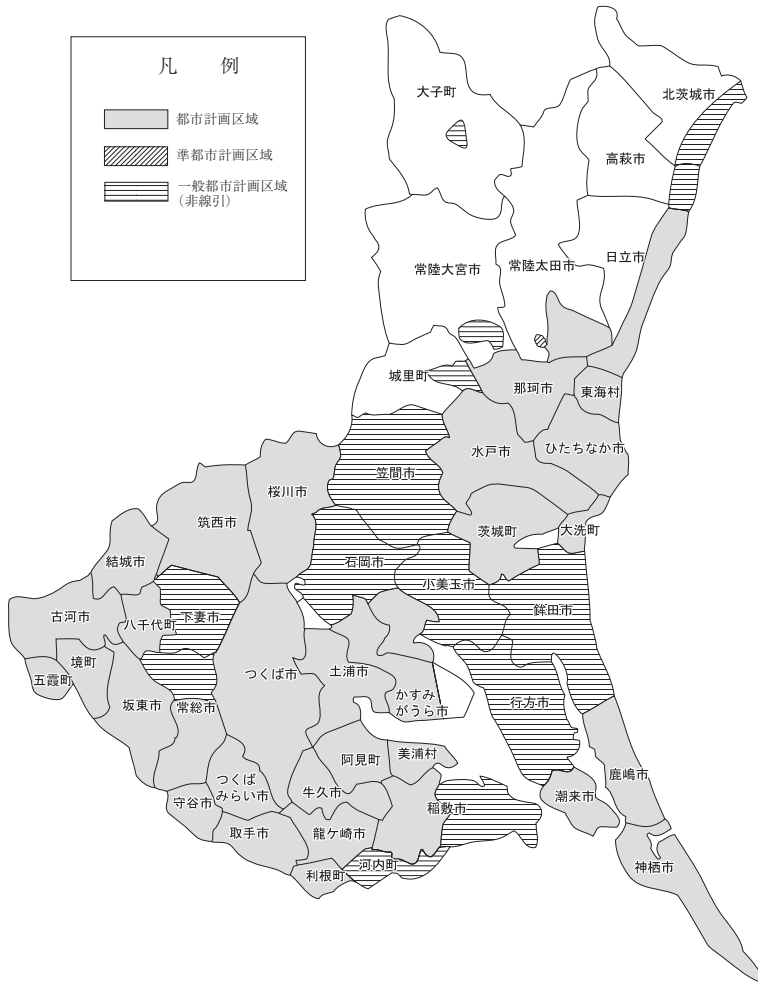 凡　例
都市計画区域
準都市計画区域
一般都市計画区域
(非線引)
大子町
北茨城市
高萩市
常陸大宮市
常陸太田市
日立市
城里町
那珂市
東海村
笠間市
水戸市
ひたちなか市
桜川市
筑西市
茨城町
大洗町
結城市
石岡市
小美玉市
鉾田市
古河市
八千代町
下妻市
境町
五霞町
坂東市
常総市
つくば市
土浦市
かすみ
がうら市
行方市
つくば
みらい市
阿見町
美浦村
鹿嶋市
守谷市
牛久市
稲敷市
潮来市
取手市
龍ケ崎市
河内町
利根町
神栖市